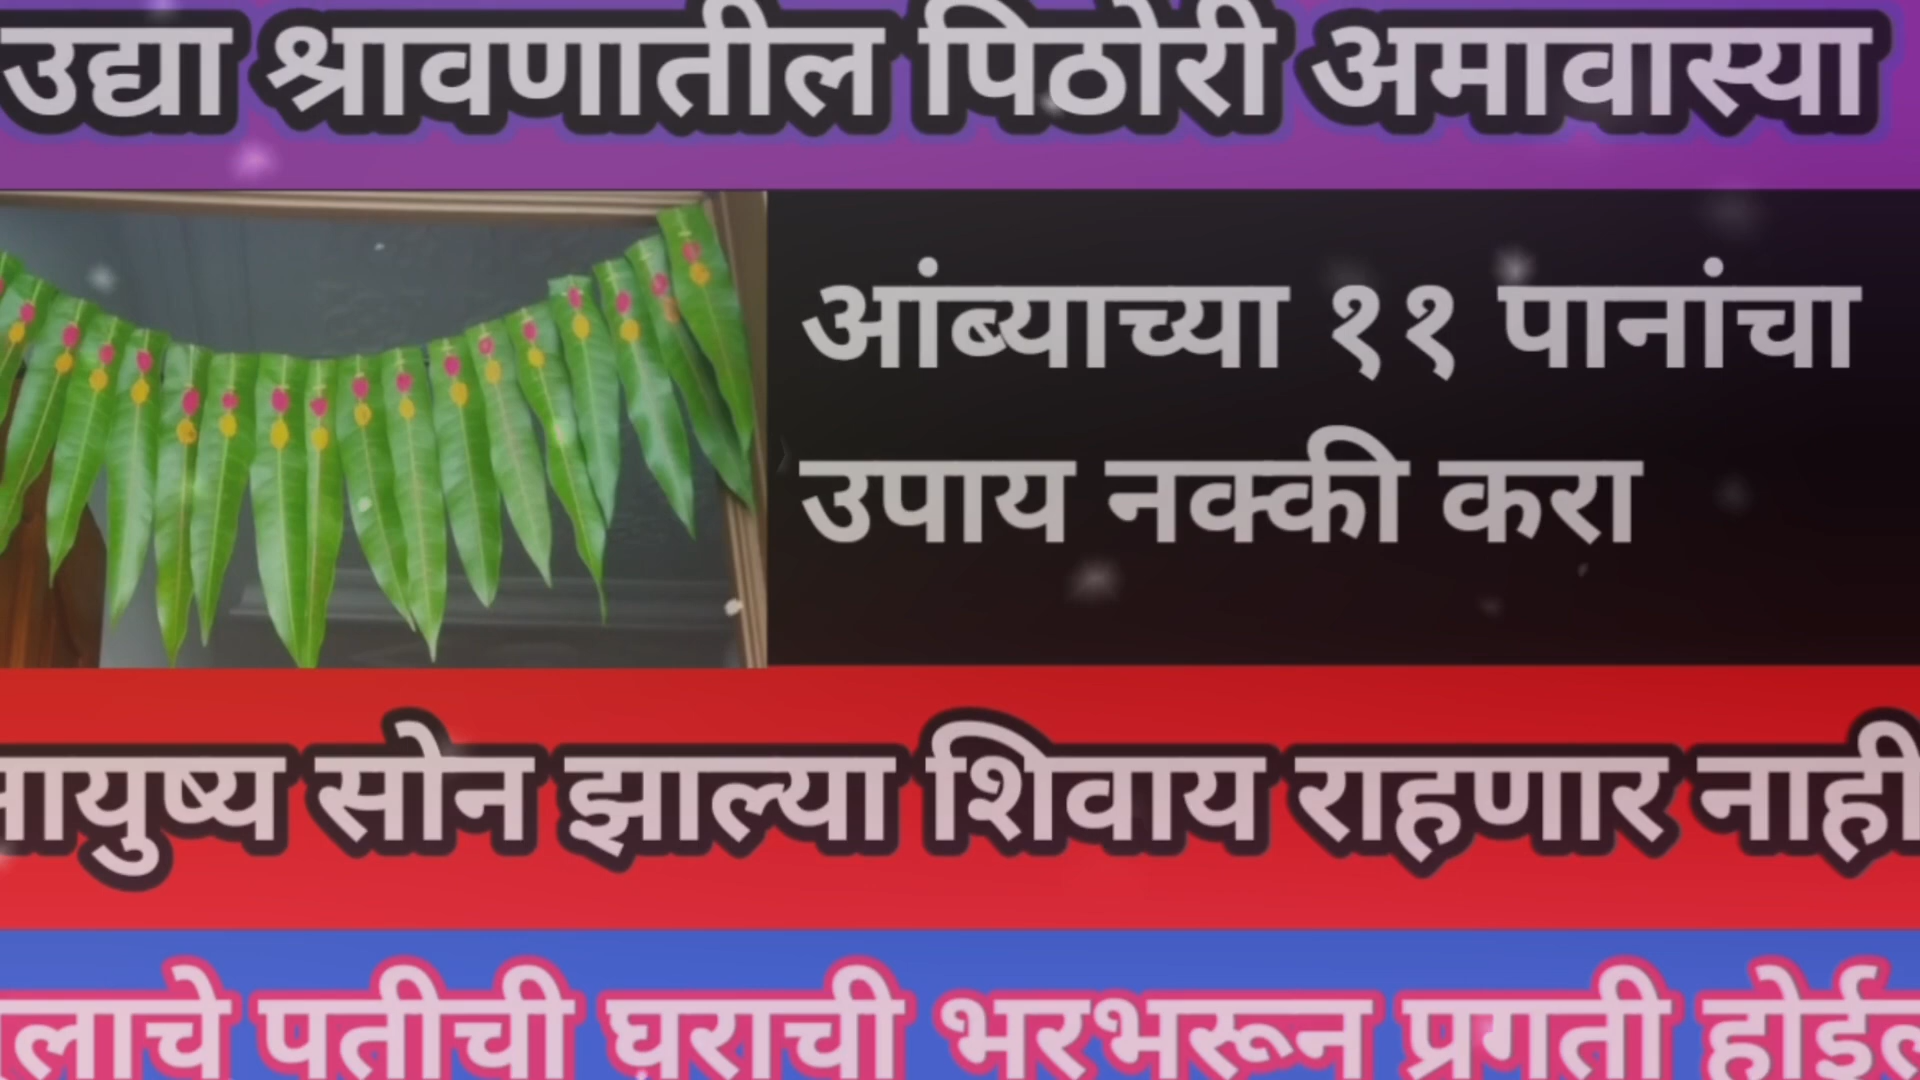 उद्या श्रावणातील पिठोरी अमावास्या
आंब्याच्या ११ पानांचा
उपाय नक्की करा
आयुष्य सोन झाल्या शिवाय राहणार नाही
पतीची घराची भरभरून प्रगती होईल